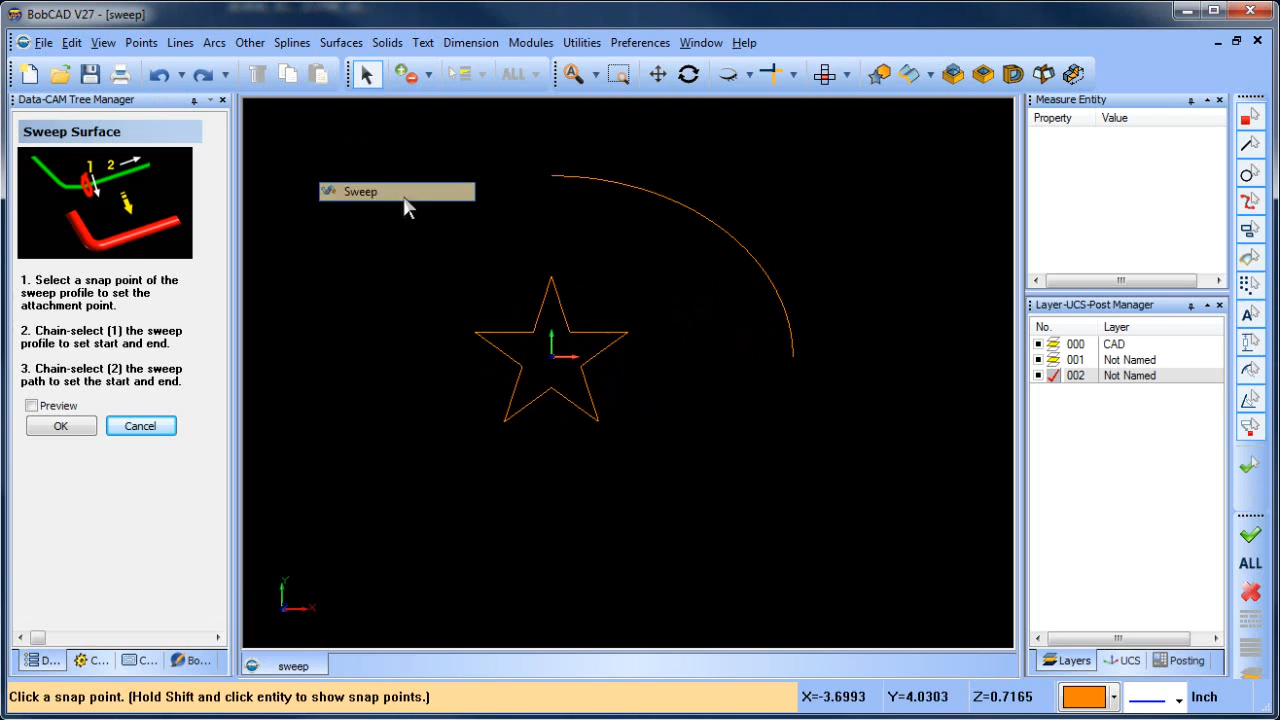 BobCAD V27 - [sweep]
File Edit View Points Lines Arcs Other Splines Surfaces Solids Text Dimension Modules Utilities Preferences Window Help
ALL
Data-CAM Tree Manager
Sweep Surface
1 2
1. Select a snap point of the
sweep profile to set the
attachment point.
2. Chain-select (1) the sweep
profile to set start and end.
3. Chain-select (2) the sweep
path to set the start and end.
Preview
OK Cancel
D... C... C... Bo...
Sweep
Y
X
sweep
Measure Entity
Property Value
Layer-UCS-Post Manager
No. Layer
000 CAD
001 Not Named
002 Not Named
Layers UCS Posting
A
ALL
Click a snap point. (Hold Shift and click entity to show snap points.)
X=-3.6993 Y=4.0303 Z=0.7165 Inch